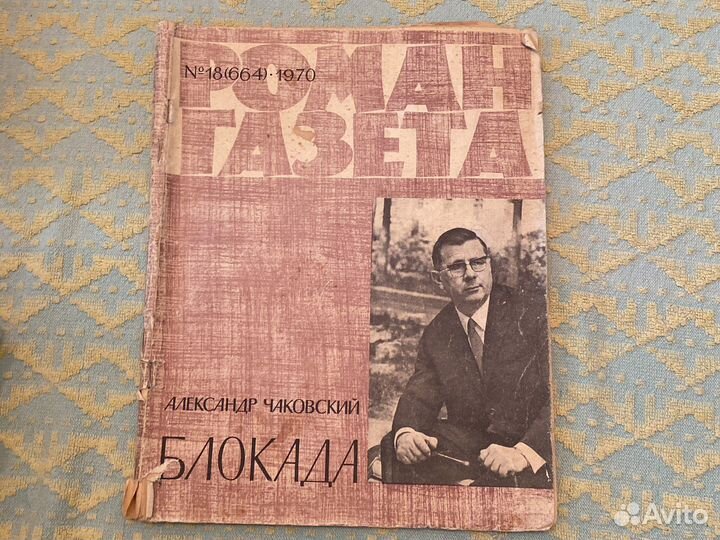 №18(664)·1970
РОМАН
ГАЗЕТА
АЛЕКСАНДР ЧАКОВСКИЙ
БЛОКАДА
Avito